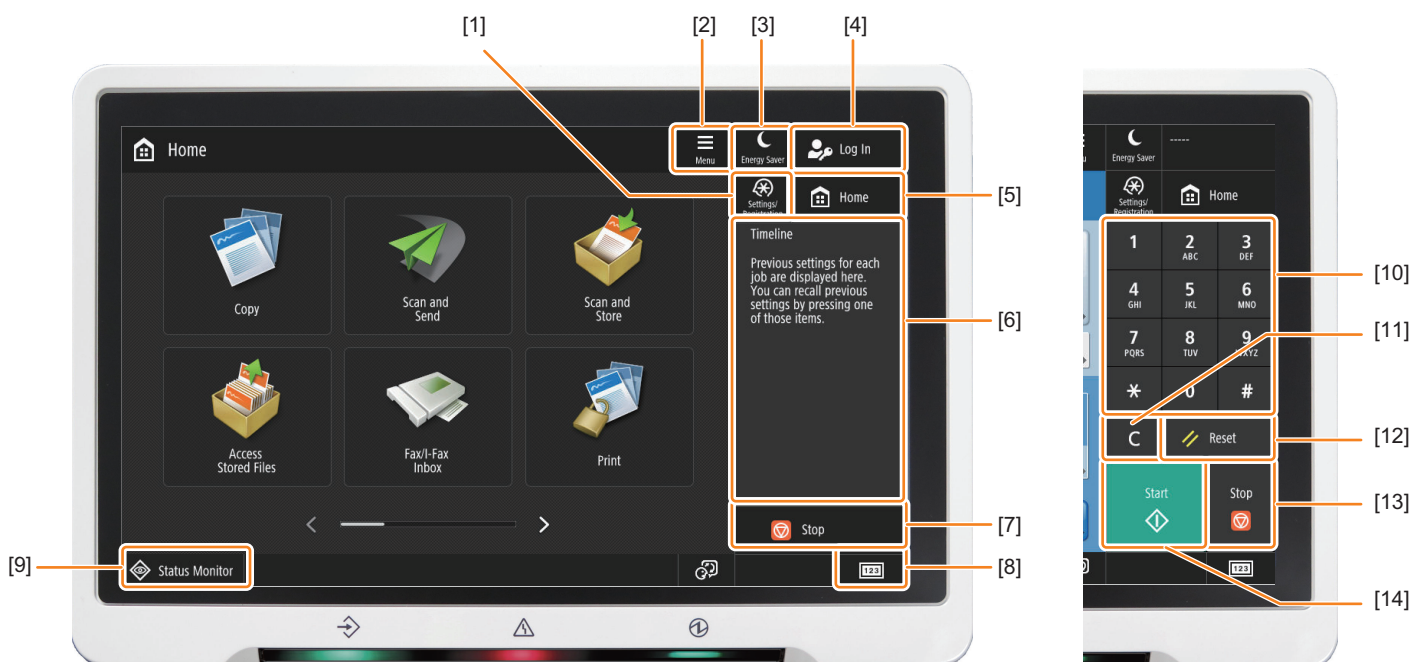 [1]
[2]
[3]
[4]
Home
Menu
Energy Saver
Log In
Settings/
Registration
Home
[5]
Timeline
Previous settings for each
job are displayed here.
You can recall previous
settings by pressing one
of those items.
[6]
Copy
Scan and
Send
Scan and
Store
Access
Stored Files
Fax/I-Fax
Inbox
Print
Stop
[7]
[9]
Status Monitor
123
[8]
u
Energy Saver
-----
Settings/
Registration
Home
1
2
ABC
3
DEF
[10]
4
GHI
5
JKL
6
MNO
[11]
7
PQRS
8
TUV
9
WXYZ
*
0
#
C
Reset
[12]
Start
Stop
[13]
123
[14]